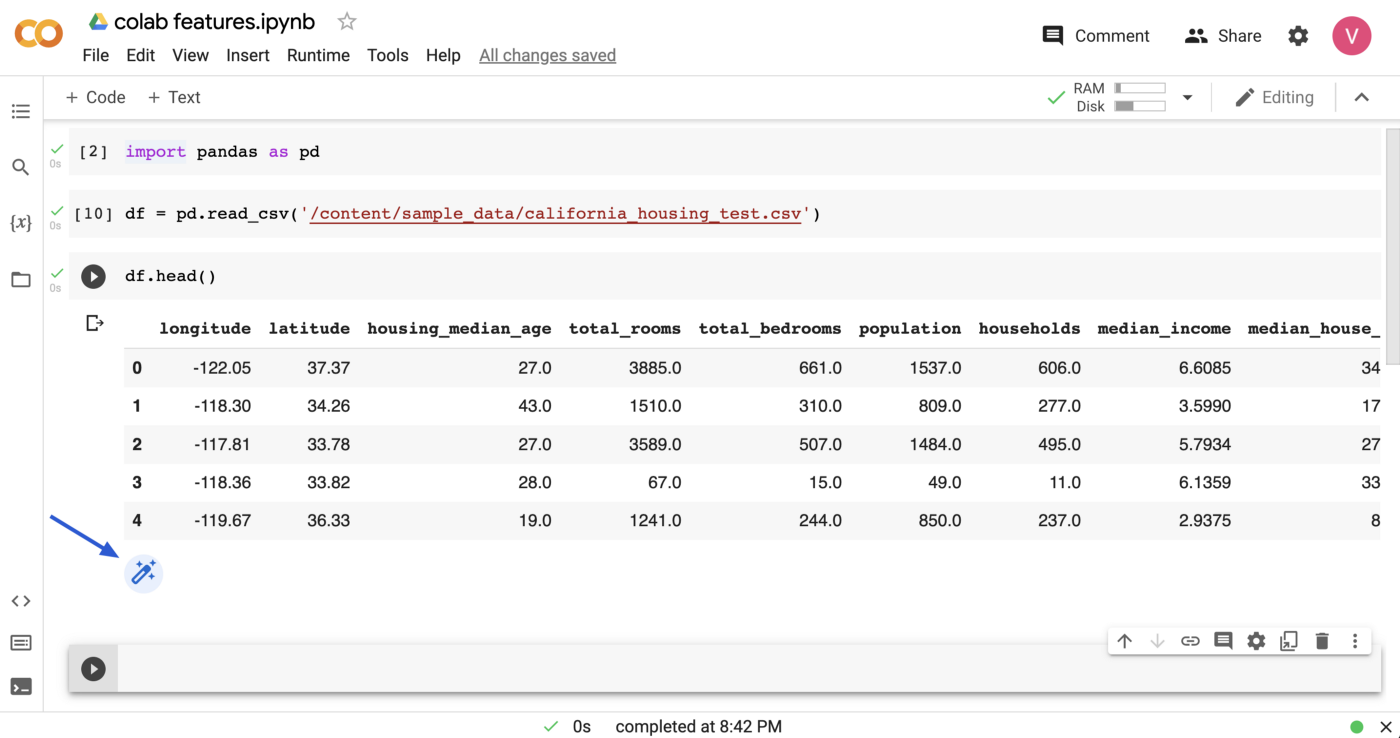 colab features.ipynb
Comment Share V
File Edit View Insert Runtime Tools Help All changes saved
+ Code + Text
RAM
Disk
Editing
0s [2] import pandas as pd
{x}
0s [10] df = pd.read_csv('/content/sample_data/california_housing_test.csv')
0s df.head()
longitude latitude housing_median_age total_rooms total_bedrooms population households median_income median_house_
0 -122.05 37.37 27.0 3885.0 661.0 1537.0 606.0 6.6085 34
1 -118.30 34.26 43.0 1510.0 310.0 809.0 277.0 3.5990 17
2 -117.81 33.78 27.0 3589.0 507.0 1484.0 495.0 5.7934 27
3 -118.36 33.82 28.0 67.0 15.0 49.0 11.0 6.1359 33
4 -119.67 36.33 19.0 1241.0 244.0 850.0 237.0 2.9375 8
0s completed at 8:42 PM